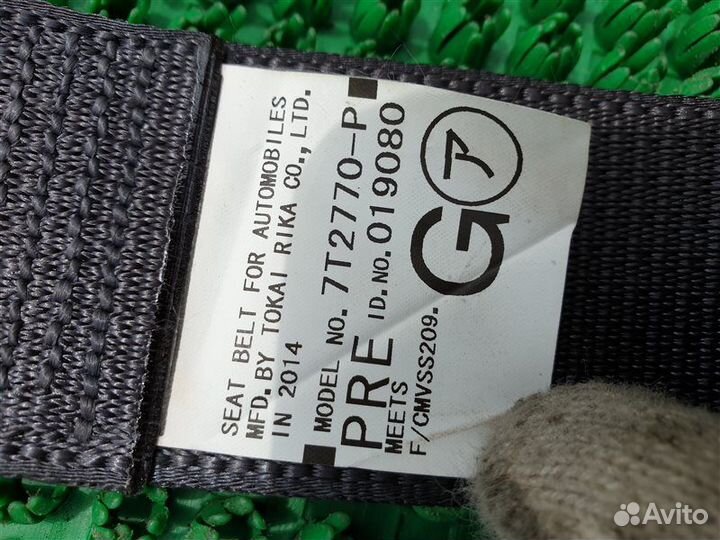 SEAT BELT FOR AUTOMOBILES
MFD. BY TOKAI RIKA CO., LTD.
IN 2014
MODEL NO. 7T2770-P
PRE ID.NO. 019080
MEETS
F/CMVSS209.
G ア
Avito